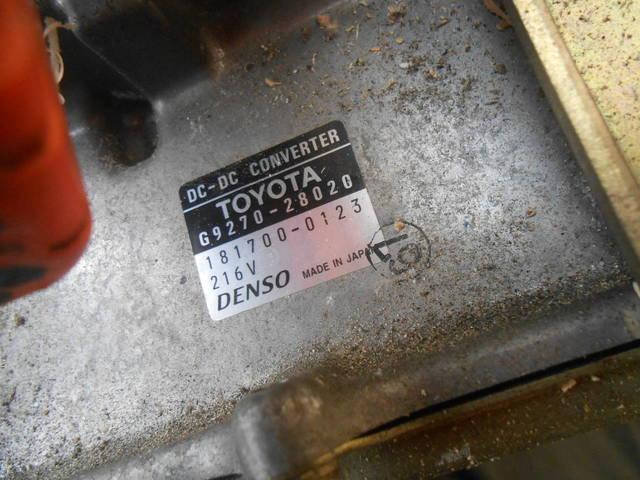 DC-DC CONVERTER
TOYOTA
G9270-28020
181700-0123
216V
DENSO MADE IN JAPAN